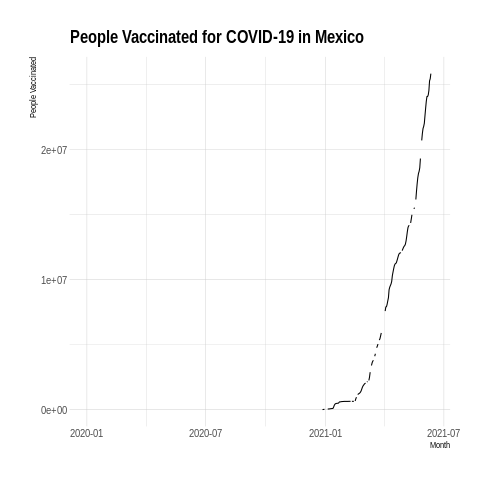 People Vaccinated for COVID-19 in Mexico
People Vaccinated
2e+07
1e+07
0e+00
2020-01 2020-07 2021-01 2021-07
Month